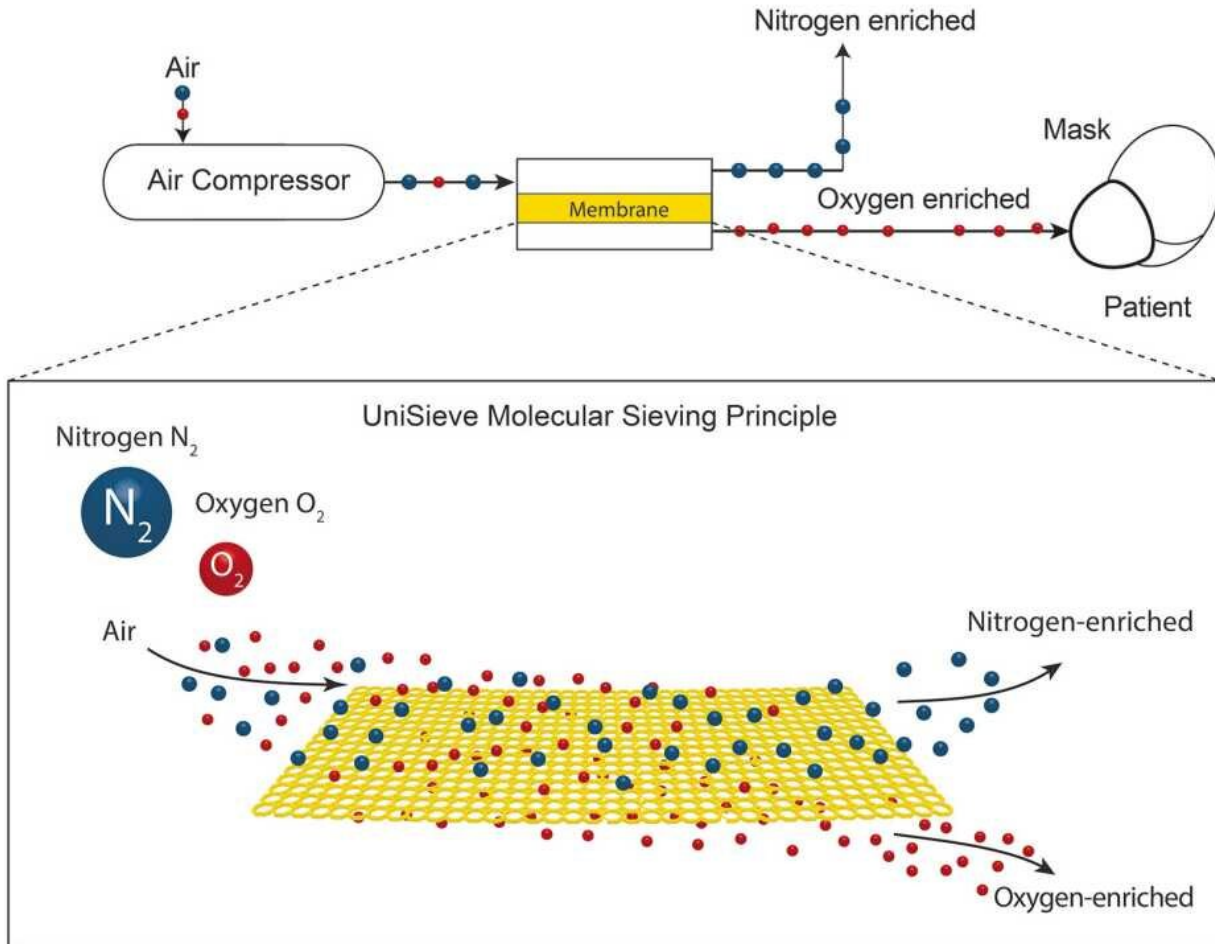 Nitrogen enriched
Air
Mask
Air Compressor
Oxygen enriched
Membrane
Patient
UniSieve Molecular Sieving Principle
Nitrogen N₂
N₂
Oxygen O₂
O₂
Air
Nitrogen-enriched
Oxygen-enriched